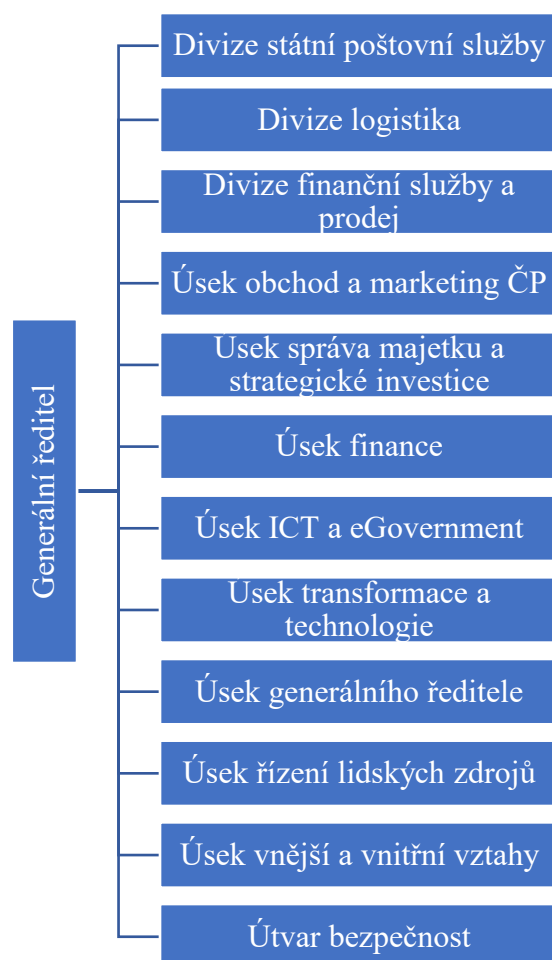 Generální ředitel
Divize státní poštovní služby
Divize logistika
Divize finanční služby a
prodej
Úsek obchod a marketing ČP
Úsek správa majetku a
strategické investice
Úsek finance
Úsek ICT a eGovernment
Úsek transformace a
technologie
Úsek generálního ředitele
Úsek řízení lidských zdrojů
Úsek vnější a vnitřní vztahy
Útvar bezpečnost